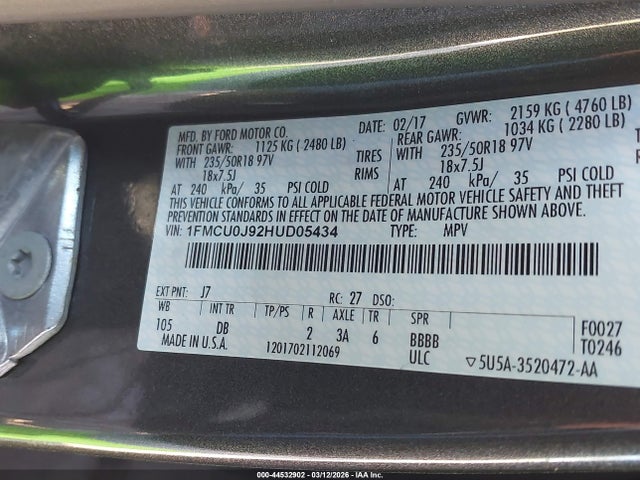 MFD. BY FORD MOTOR CO. DATE: 02/17 GVWR: 2159 KG ( 4760 LB)
FRONT GAWR: 1125 KG ( 2480 LB) REAR GAWR: 1034 KG ( 2280 LB)
WITH 235/50R18 97V TIRES WITH 235/50R18 97V
18x7.5J RIMS 18x7.5J
AT 240 kPa/ 35 PSI COLD AT 240 kPa/ 35 PSI COLD
THIS VEHICLE CONFORMS TO ALL APPLICABLE FEDERAL MOTOR VEHICLE SAFETY AND THEFT
PREVENTION STANDARDS IN EFFECT ON THE DATE OF MANUFACTURE SHOWN ABOVE.
VIN: 1FMCU0J92HUD05434 TYPE: MPV
EXT PNT: J7 RC: 27 DSO:
WB INT TR TP/PS R AXLE TR SPR
105 DB 2 3A 6 BBBB F0027
MADE IN U.S.A. 1201702112069 ULC T0246
▽5U5A-3520472-AA
000-44532902 - 03/12/2026 - IAA Inc.